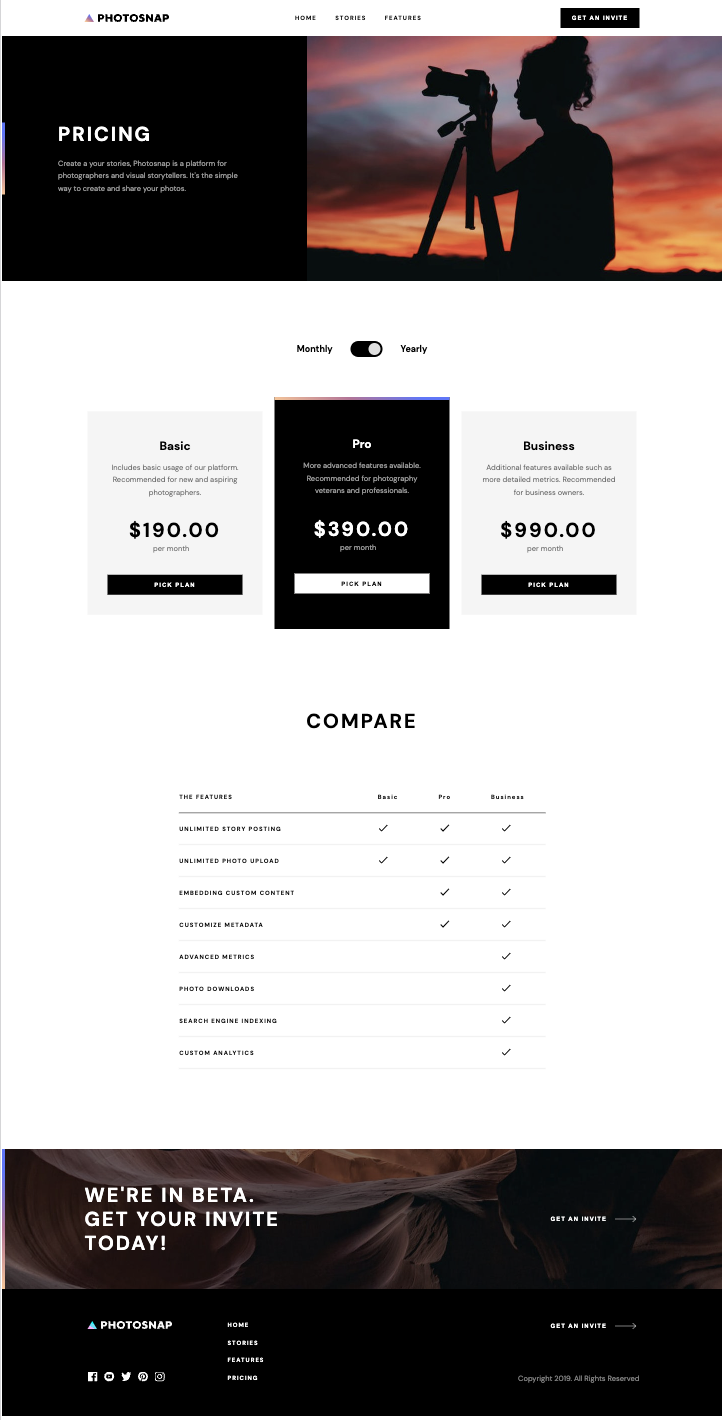 PHOTOSNAP
HOME STORIES FEATURES
GET AN INVITE
PRICING
Create a your stories, Photosnap is a platform for
photographers and visual storytellers. It's the simple
way to create and share your photos.
Monthly Yearly
Basic
Includes basic usage of our platform.
Recommended for new and aspiring
photographers.
$190.00
per month
PICK PLAN
Pro
More advanced features available.
Recommended for photography
veterans and professionals.
$390.00
per month
PICK PLAN
Business
Additional features available such as
more detailed metrics. Recommended
for business owners.
$990.00
per month
PICK PLAN
COMPARE
THE FEATURES Basic Pro Business
UNLIMITED STORY POSTING
UNLIMITED PHOTO UPLOAD
EMBEDDING CUSTOM CONTENT
CUSTOMIZE METADATA
ADVANCED METRICS
PHOTO DOWNLOADS
SEARCH ENGINE INDEXING
CUSTOM ANALYTICS
WE'RE IN BETA.
GET YOUR INVITE
TODAY!
GET AN INVITE
PHOTOSNAP
HOME
STORIES
FEATURES
PRICING
GET AN INVITE
Copyright 2019. All Rights Reserved